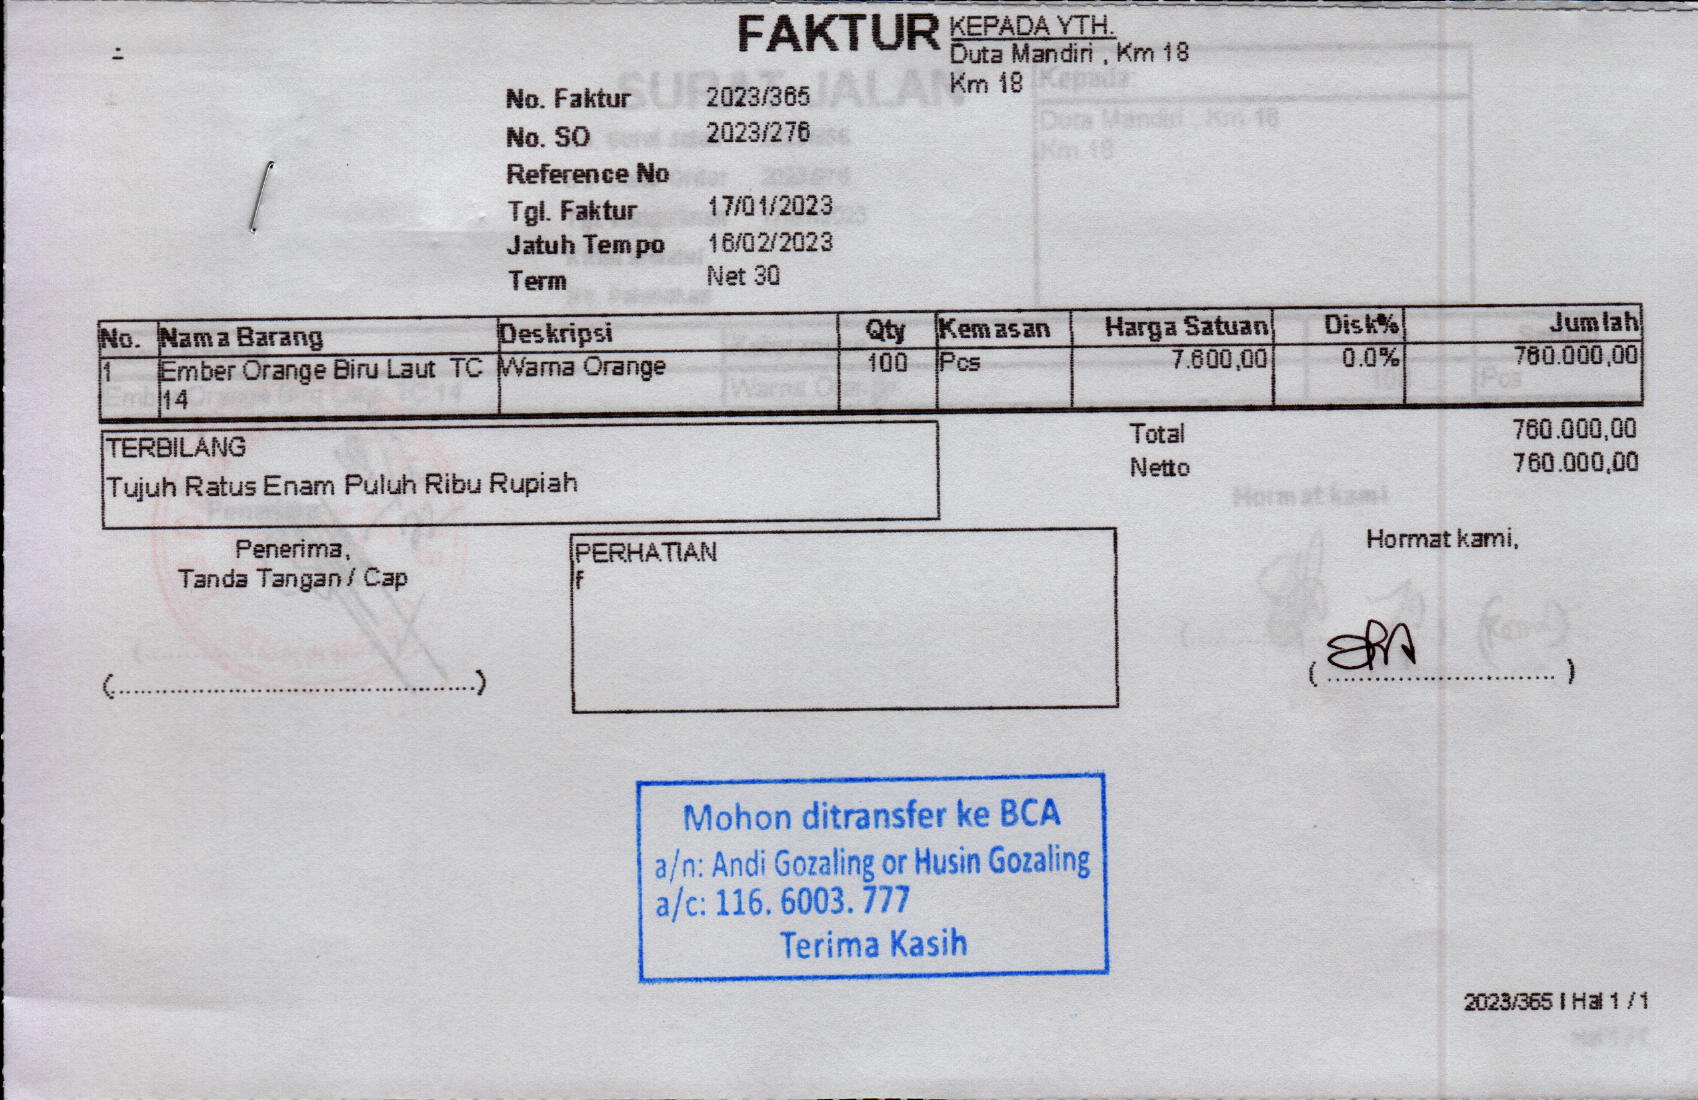 FAKTUR
KEPADA YTH.
Duta Mandiri , Km 18
Km 18
No. Faktur 2023/365
No. SO 2023/276
Reference No
Tgl. Faktur 17/01/2023
Jatuh Tempo 16/02/2023
Term Net 30
No. Nama Barang Deskripsi Qty Kemasan Harga Satuan Disk% Jumlah
1 Ember Orange Biru Laut TC Warna Orange 100 Pcs 7.600,00 0.0% 760.000,00
14
TERBILANG
Tujuh Ratus Enam Puluh Ribu Rupiah
Total 760.000,00
Netto 760.000,00
Penerima,
Tanda Tangan / Cap
(................................................)
PERHATIAN
f
Hormat kami,
(..............................)
Mohon ditransfer ke BCA
a/n: Andi Gozaling or Husin Gozaling
a/c: 116. 6003. 777
Terima Kasih
2023/365 I Hal 1 / 1